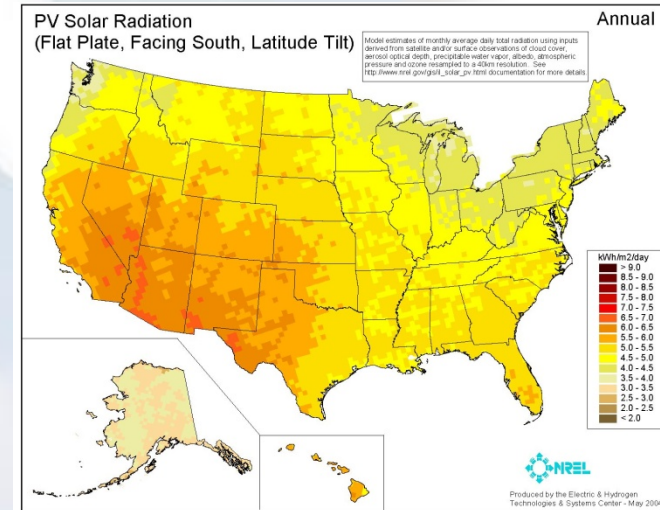 PV Solar Radiation
(Flat Plate, Facing South, Latitude Tilt)
Annual
Model estimates of monthly average daily total radiation using inputs
derived from satellite and/or surface observations of cloud cover,
aerosol optical depth, precipitable water vapor, albedo, atmospheric
pressure and ozone resampled to a 40km resolution. See
http://www.nrel.gov/gis/il_solar_pv.html documentation for more details.
kWh/m2/day
> 9.0
8.5 - 9.0
8.0 - 8.5
7.5 - 8.0
7.0 - 7.5
6.5 - 7.0
6.0 - 6.5
5.5 - 6.0
5.0 - 5.5
4.5 - 5.0
4.0 - 4.5
3.5 - 4.0
3.0 - 3.5
2.5 - 3.0
2.0 - 2.5
< 2.0
NREL
Produced by the Electric & Hydrogen
Technologies & Systems Center - May 2004